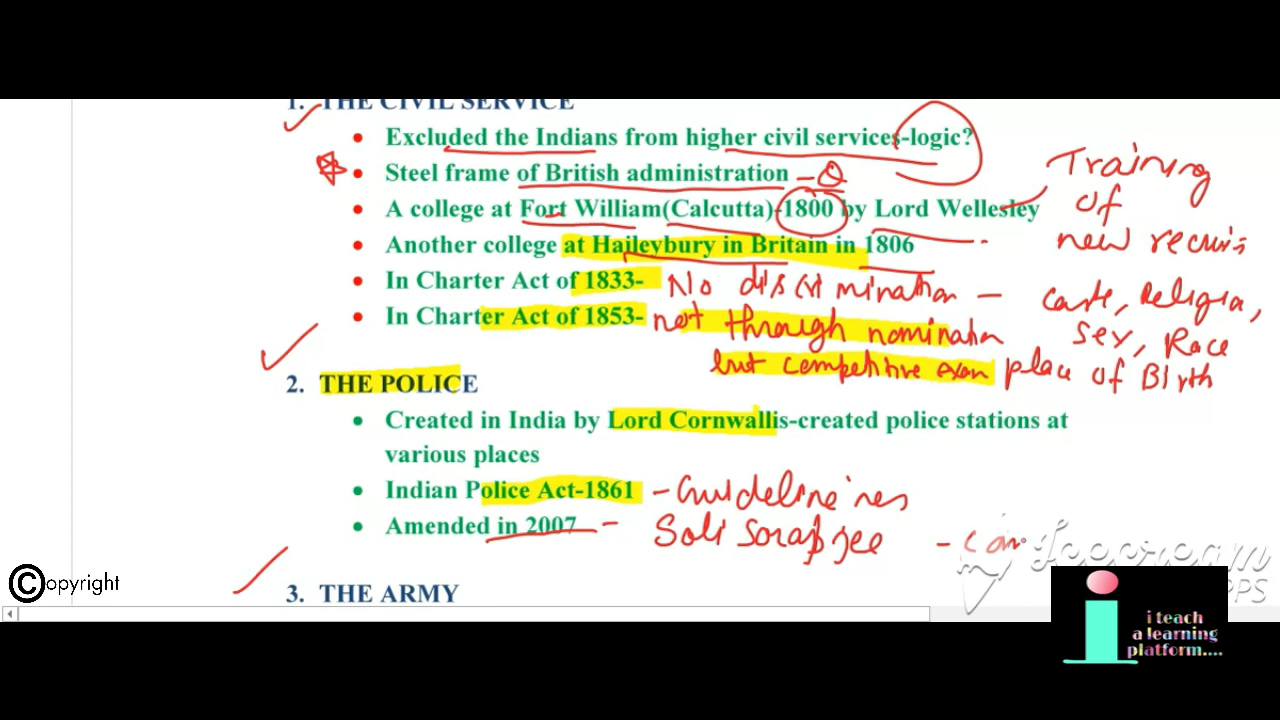 1. THE CIVIL SERVICE
• Excluded the Indians from higher civil services-logic?
• Steel frame of British administration – Q
• A college at Fort William(Calcutta)-1800 by Lord Wellesley
Training
of
new
• Another college at Haileybury in Britain in 1806
• In Charter Act of 1833- No discrimination – caste, Religion,
Sex, Race
place of Birth
• In Charter Act of 1853- not through nomination
but competitive exam
2. THE POLICE
• Created in India by Lord Cornwallis-created police stations at
various places
• Indian Police Act-1861 –
• Amended in 2007 – Soli Sorabjee –
3. THE ARMY
©opyright
i teach
a learning
platform....